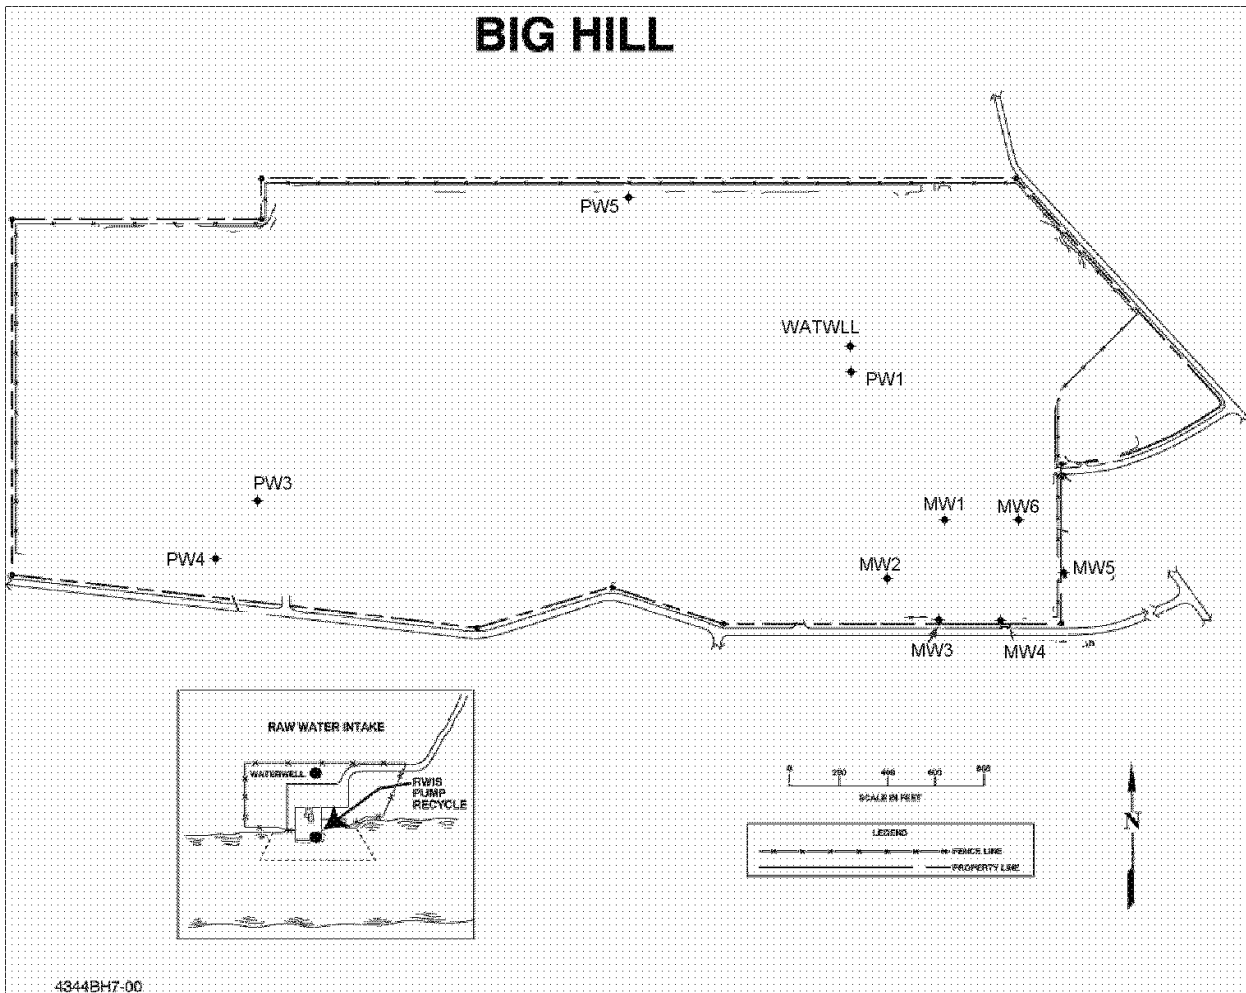 BIG HILL
PW5
WATWLL
PW1
PW3
MW1
MW6
PW4
MW2
MW5
MW3
MW4
RAW WATER INTAKE
WATERWELL
RWIS
PUMP
RECYCLE
0 200 400 600 800
SCALE IN FEET
LEGEND
FENCE LINE
PROPERTY LINE
N
4344BH7-00